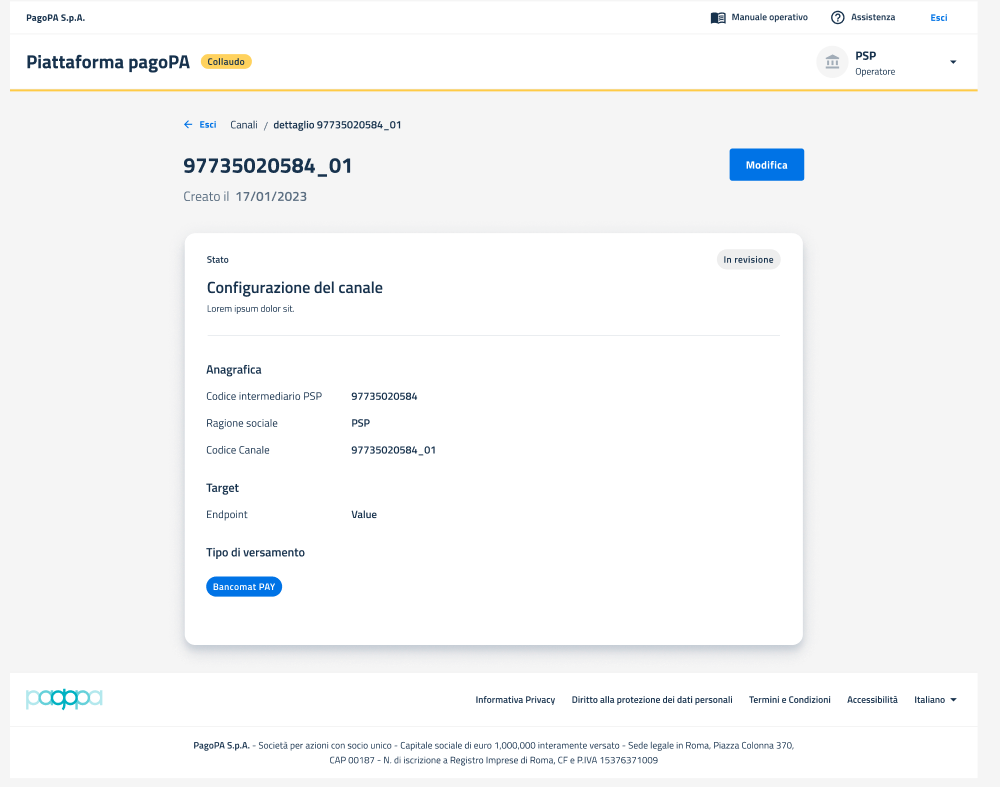 PagoPA S.p.A.
Manuale operativo
Assistenza
Esci
Piattaforma pagoPA
Collaudo
PSP
Operatore
Esci
Canali / dettaglio 97735020584_01
97735020584_01
Modifica
Creato il 17/01/2023
Stato
In revisione
Configurazione del canale
Lorem ipsum dolor sit.
Anagrafica
Codice intermediario PSP 97735020584
Ragione sociale PSP
Codice Canale 97735020584_01
Target
Endpoint Value
Tipo di versamento
Bancomat PAY
pagopa
Informativa Privacy
Diritto alla protezione dei dati personali
Termini e Condizioni
Accessibilità
Italiano
PagoPA S.p.A. - Società per azioni con socio unico - Capitale sociale di euro 1,000,000 interamente versato - Sede legale in Roma, Piazza Colonna 370,
CAP 00187 - N. di iscrizione a Registro Imprese di Roma, CF e P.IVA 15376371009